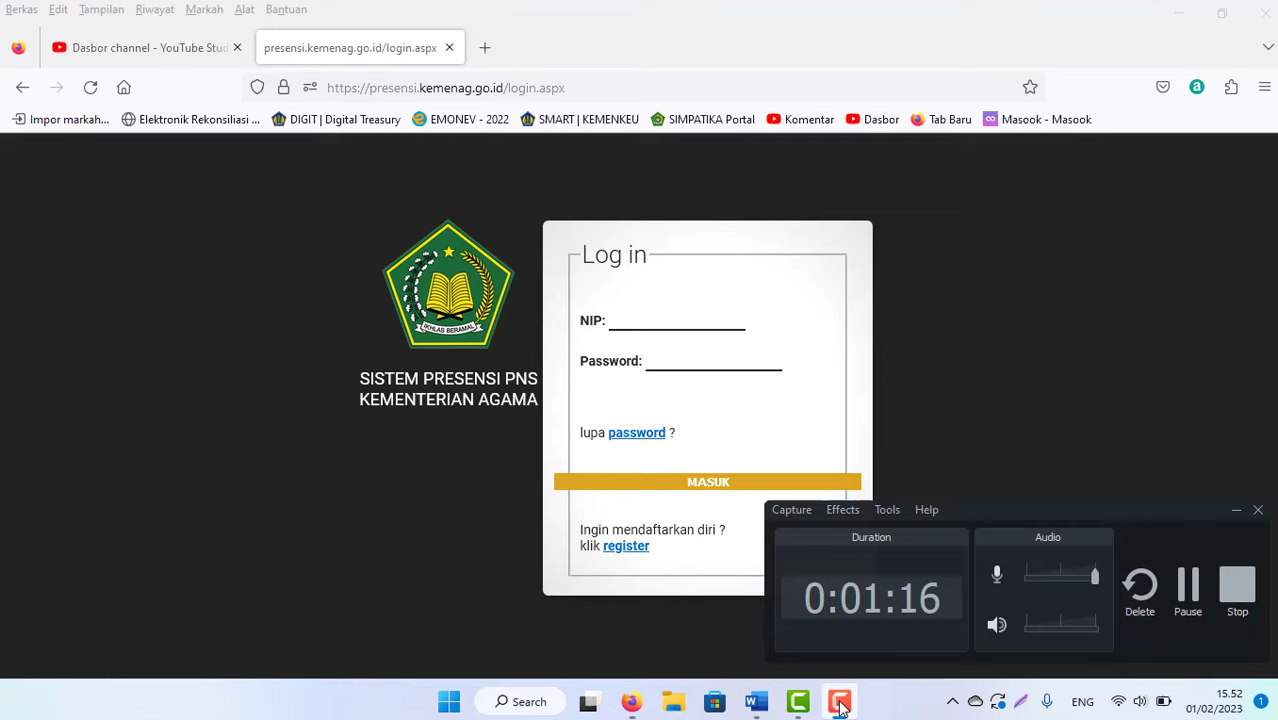 Berkas Edit Tampilan Riwayat Markah Alat Bantuan
Dasbor channel - YouTube Stud
presensi.kemenag.go.id/login.aspx
https://presensi.kemenag.go.id/login.aspx
Impor markah... Elektronik Rekonsiliasi ... DIGIT | Digital Treasury EMONEV - 2022 SMART | KEMENKEU SIMPATIKA Portal Komentar Dasbor Tab Baru Masook - Masook
IKHLAS BERAMAL
SISTEM PRESENSI PNS
KEMENTERIAN AGAMA
Log in
NIP:
Password:
lupa password ?
MASUK
Ingin mendaftarkan diri ?
klik register
Capture Effects Tools Help
Duration
Audio
0:01:16
Delete Pause Stop
Search
W
ENG
15.52
01/02/2023
1